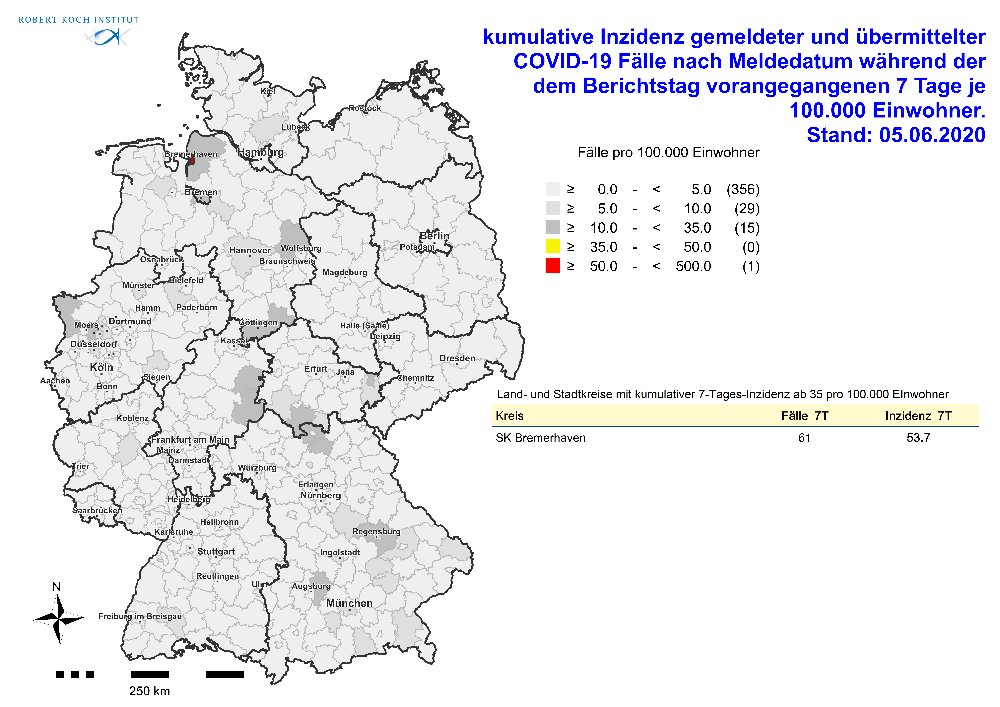 ROBERT KOCH INSTITUT
kumulative Inzidenz gemeldeter und übermittelter
COVID-19 Fälle nach Meldedatum während der
dem Berichtstag vorangegangenen 7 Tage je
100.000 Einwohner.
Stand: 05.06.2020
Fälle pro 100.000 Einwohner
≥ 0.0 - < 5.0 (356)
≥ 5.0 - < 10.0 (29)
≥ 10.0 - < 35.0 (15)
≥ 35.0 - < 50.0 (0)
≥ 50.0 - < 500.0 (1)
Kiel
Rostock
Lübeck
Hamburg
Bremerhaven
Bremen
Berlin
Potsdam
Hannover
Wolfsburg
Braunschweig
Osnabrück
Magdeburg
Bielefeld
Münster
Hamm
Paderborn
Moers
Dortmund
Göttingen
Halle (Saale)
Leipzig
Kassel
Düsseldorf
Dresden
Köln
Erfurt
Jena
Siegen
Chemnitz
Aachen
Bonn
Koblenz
Frankfurt am Main
Mainz
Darmstadt
Trier
Würzburg
Erlangen
Nürnberg
Heidelberg
Saarbrücken
Heilbronn
Karlsruhe
Regensburg
Stuttgart
Ingolstadt
Reutlingen
Ulm
Augsburg
München
Freiburg im Breisgau
Land- und Stadtkreise mit kumulativer 7-Tages-Inzidenz ab 35 pro 100.000 EInwohner
Kreis Fälle_7T Inzidenz_7T
SK Bremerhaven 61 53.7
N
250 km